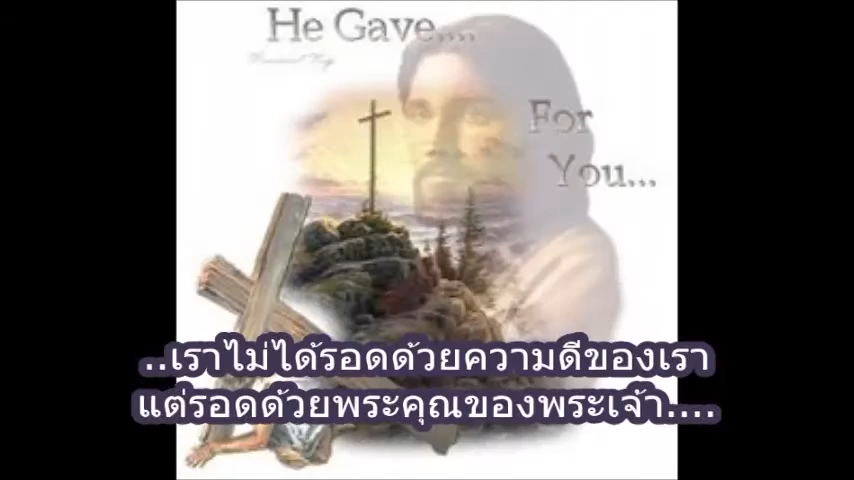 He Gave....
For
You...
..เราไม่ได้รอดด้วยความดีของเรา
แต่รอดด้วยพระคุณของพระเจ้า....